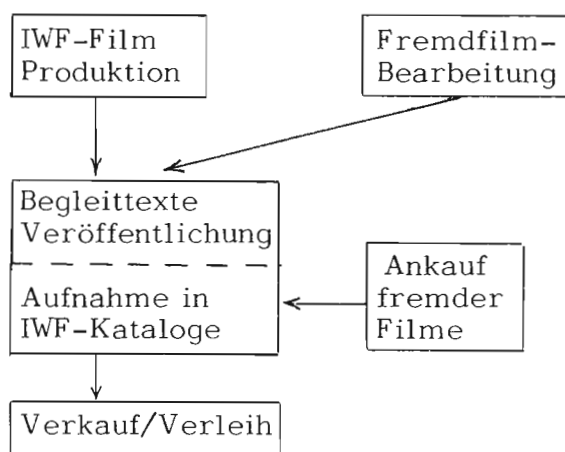 IWF-Film
Produktion
Fremdfilm-
Bearbeitung
Begleittexte
Veröffentlichung
Aufnahme in
IWF-Kataloge
Ankauf
fremder
Filme
Verkauf/Verleih